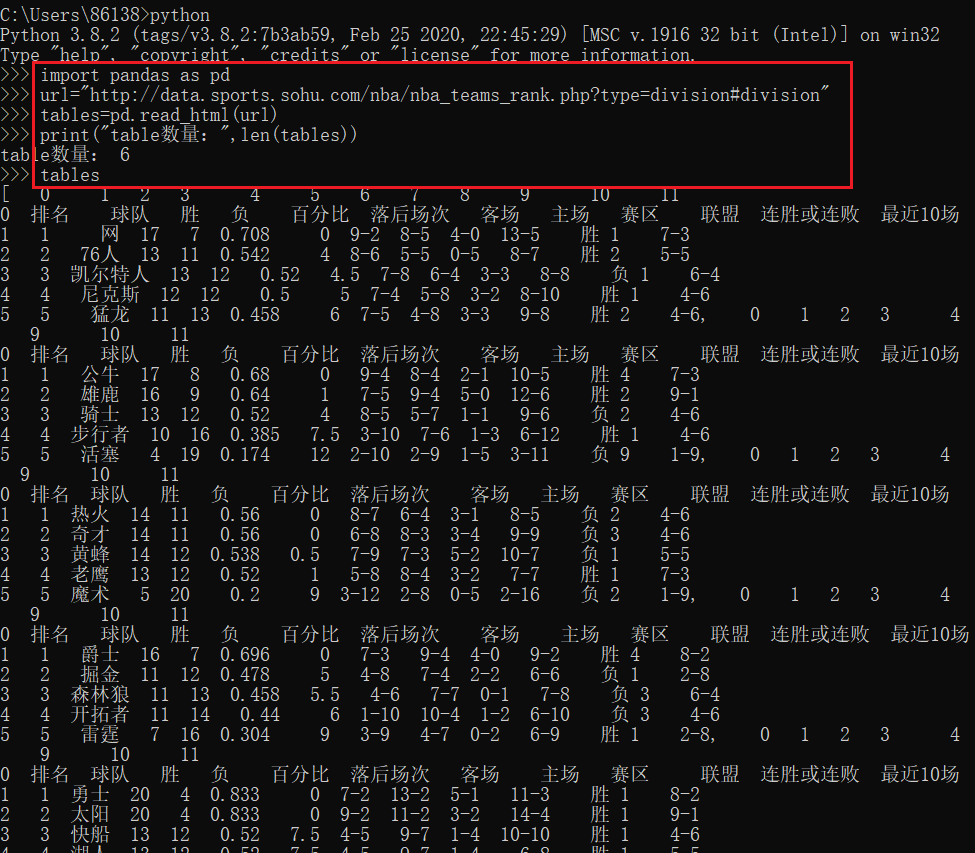 C:\Users\86138>python
Python 3.8.2 (tags/v3.8.2:7b3ab59, Feb 25 2020, 22:45:29) [MSC v.1916 32 bit (Intel)] on win32
Type "help", "copyright", "credits" or "license" for more information.
>>> import pandas as pd
>>> url="http://data.sports.sohu.com/nba/nba_teams_rank.php?type=division#division"
>>> tables=pd.read_html(url)
>>> print("table数量：",len(tables))
table数量： 6
>>> tables
[ 0 1 2 3 4 5 6 7 8 9 10 11
0 排名 球队 胜 负 百分比 落后场次 客场 主场 赛区 联盟 连胜或连败 最近10场
1 1 网 17 7 0.708 0 9-2 8-5 4-0 13-5 胜 1 7-3
2 2 76人 13 11 0.542 4 8-6 5-5 0-5 8-7 胜 2 5-5
3 3 凯尔特人 13 12 0.52 4.5 7-8 6-4 3-3 8-8 负 1 6-4
4 4 尼克斯 12 12 0.5 5 7-4 5-8 3-2 8-10 胜 1 4-6
5 5 猛龙 11 13 0.458 6 7-5 4-8 3-3 9-8 胜 2 4-6, 0 1 2 3 4
9 10 11
0 排名 球队 胜 负 百分比 落后场次 客场 主场 赛区 联盟 连胜或连败 最近10场
1 1 公牛 17 8 0.68 0 9-4 8-4 2-1 10-5 胜 4 7-3
2 2 雄鹿 16 9 0.64 1 7-5 9-4 5-0 12-6 胜 2 9-1
3 3 骑士 13 12 0.52 4 8-5 5-7 1-1 9-6 负 2 4-6
4 4 步行者 10 16 0.385 7.5 3-10 7-6 1-3 6-12 胜 1 4-6
5 5 活塞 4 19 0.174 12 2-10 2-9 1-5 3-11 负 9 1-9, 0 1 2 3 4
9 10 11
0 排名 球队 胜 负 百分比 落后场次 客场 主场 赛区 联盟 连胜或连败 最近10场
1 1 热火 14 11 0.56 0 8-7 6-4 3-1 8-5 负 2 4-6
2 2 奇才 14 11 0.56 0 6-8 8-3 3-4 9-9 负 3 4-6
3 3 黄蜂 14 12 0.538 0.5 7-9 7-3 5-2 10-7 负 1 5-5
4 4 老鹰 13 12 0.52 1 5-8 8-4 3-2 7-7 胜 1 7-3
5 5 魔术 5 20 0.2 9 3-12 2-8 0-5 2-16 负 2 1-9, 0 1 2 3 4
9 10 11
0 排名 球队 胜 负 百分比 落后场次 客场 主场 赛区 联盟 连胜或连败 最近10场
1 1 爵士 16 7 0.696 0 7-3 9-4 4-0 9-2 胜 4 8-2
2 2 掘金 11 12 0.478 5 4-8 7-4 2-2 6-6 负 1 2-8
3 3 森林狼 11 13 0.458 5.5 4-6 7-7 0-1 7-8 负 3 6-4
4 4 开拓者 11 14 0.44 6 1-10 10-4 1-2 6-10 负 3 4-6
5 5 雷霆 7 16 0.304 9 3-9 4-7 0-2 6-9 胜 1 2-8, 0 1 2 3 4
9 10 11
0 排名 球队 胜 负 百分比 落后场次 客场 主场 赛区 联盟 连胜或连败 最近10场
1 1 勇士 20 4 0.833 0 7-2 13-2 5-1 11-3 胜 1 8-2
2 2 太阳 20 4 0.833 0 9-2 11-2 3-2 14-4 胜 1 9-1
3 3 快船 13 12 0.52 7.5 4-5 9-7 1-4 10-10 胜 1 4-6